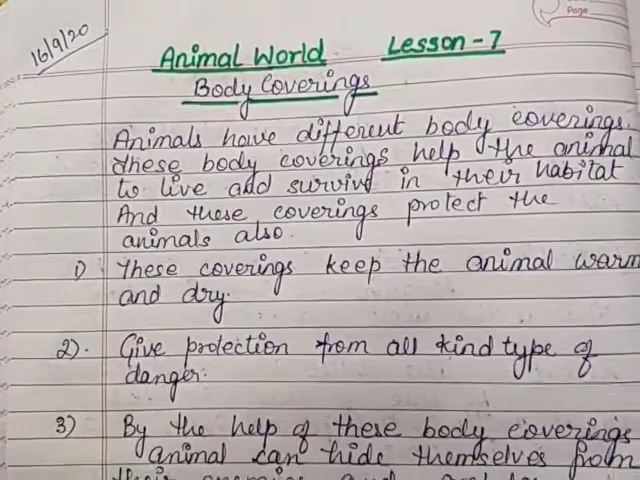 Page
16/9/20
Animal World Lesson-7
Body Coverings
Animals have different body coverings.
these body coverings help the animal
to live and survive in their habitat
And these coverings protect the
animals also.
1) These coverings keep the animal warm
and dry.
2). Give protection from all kind type of
danger.
3) By the help of these body coverings
animal can hide themselves from
their and